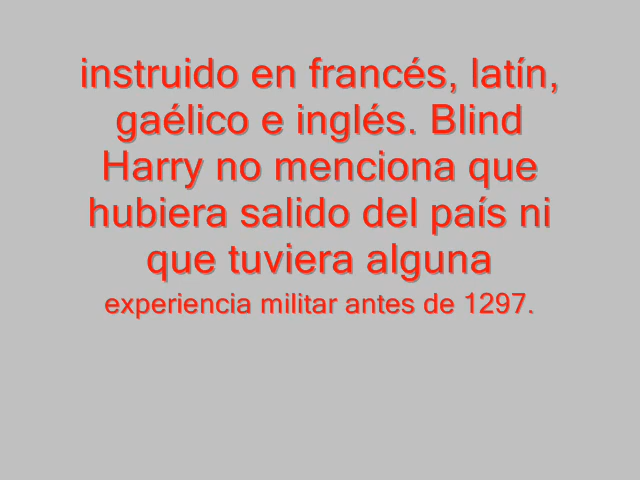 instruido en francés, latín,
gaélico e inglés. Blind
Harry no menciona que
hubiera salido del país ni
que tuviera alguna
experiencia militar antes de 1297.